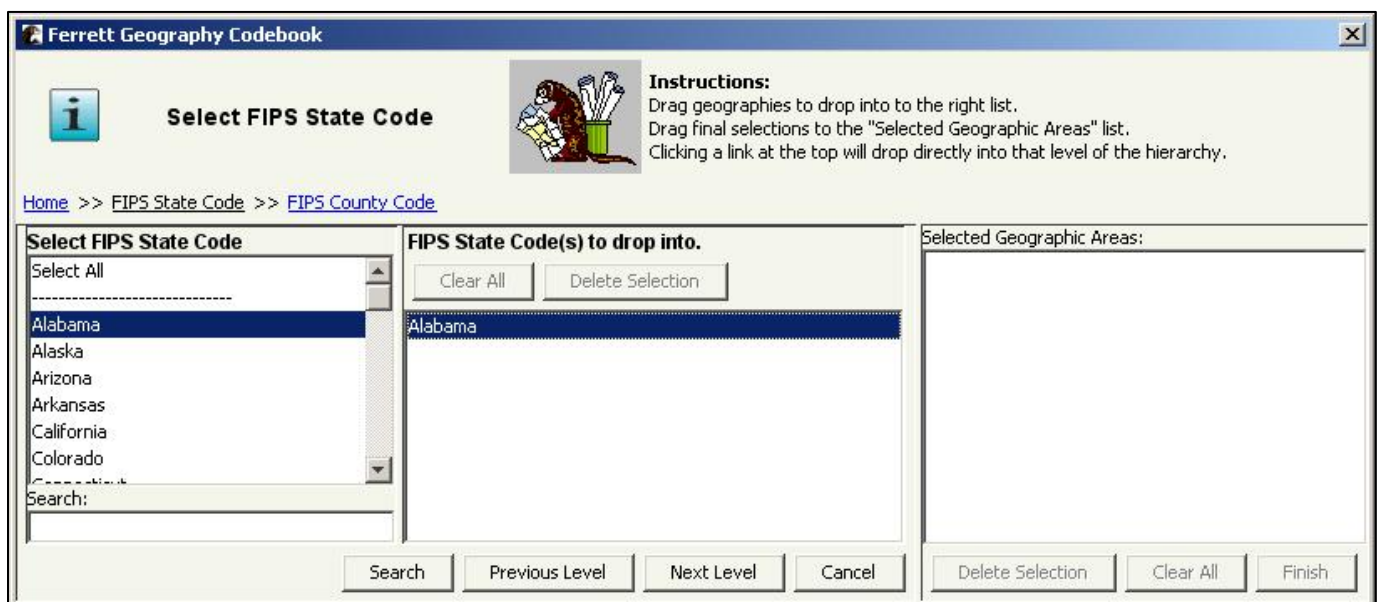 Ferrett Geography Codebook
Select FIPS State Code
Instructions:
Drag geographies to drop into to the right list.
Drag final selections to the "Selected Geographic Areas" list.
Clicking a link at the top will drop directly into that level of the hierarchy.
Home >> FIPS State Code >> FIPS County Code
Select FIPS State Code
Select All
------------------------------
Alabama
Alaska
Arizona
Arkansas
California
Colorado
Search:
FIPS State Code(s) to drop into.
Clear All Delete Selection
Alabama
Selected Geographic Areas:
Search Previous Level Next Level Cancel
Delete Selection Clear All Finish